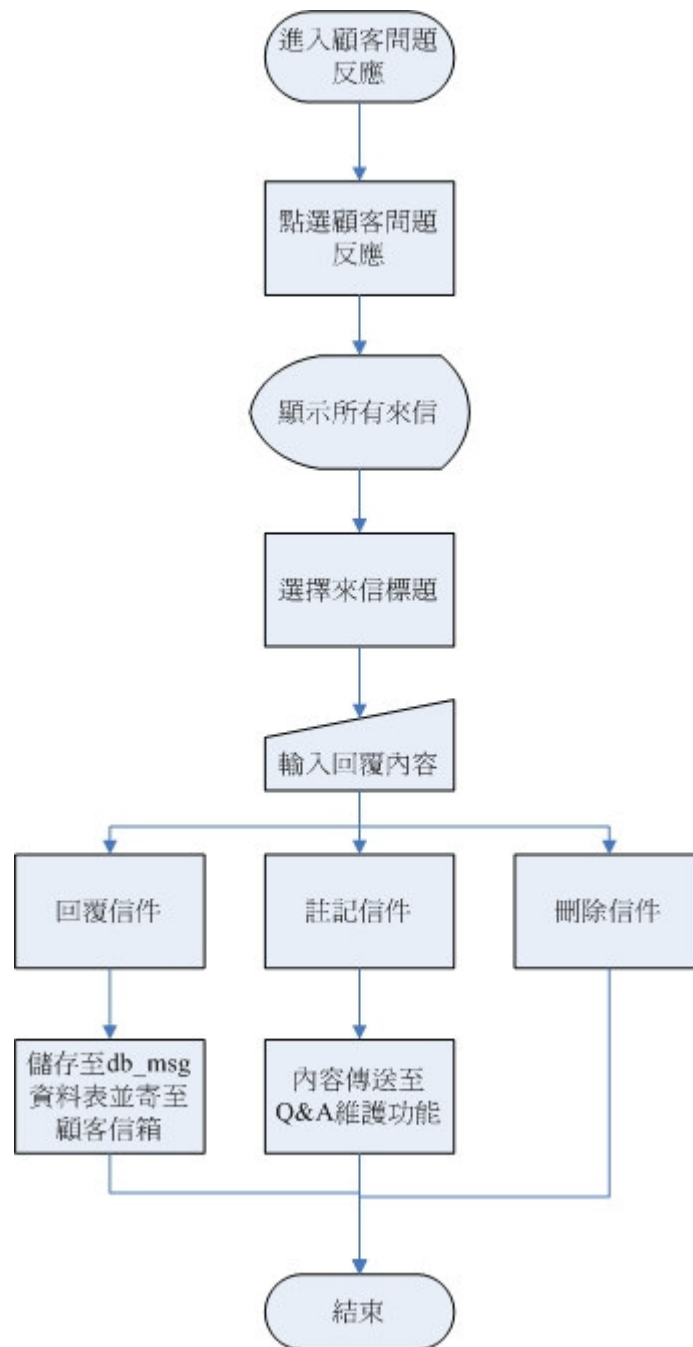 進入顧客問題
反應
點選顧客問題
反應
顯示所有來信
選擇來信標題
輸入回覆內容
回覆信件
註記信件
刪除信件
儲存至db_msg
資料表並寄至
顧客信箱
內容傳送至
Q&A維護功能
結束